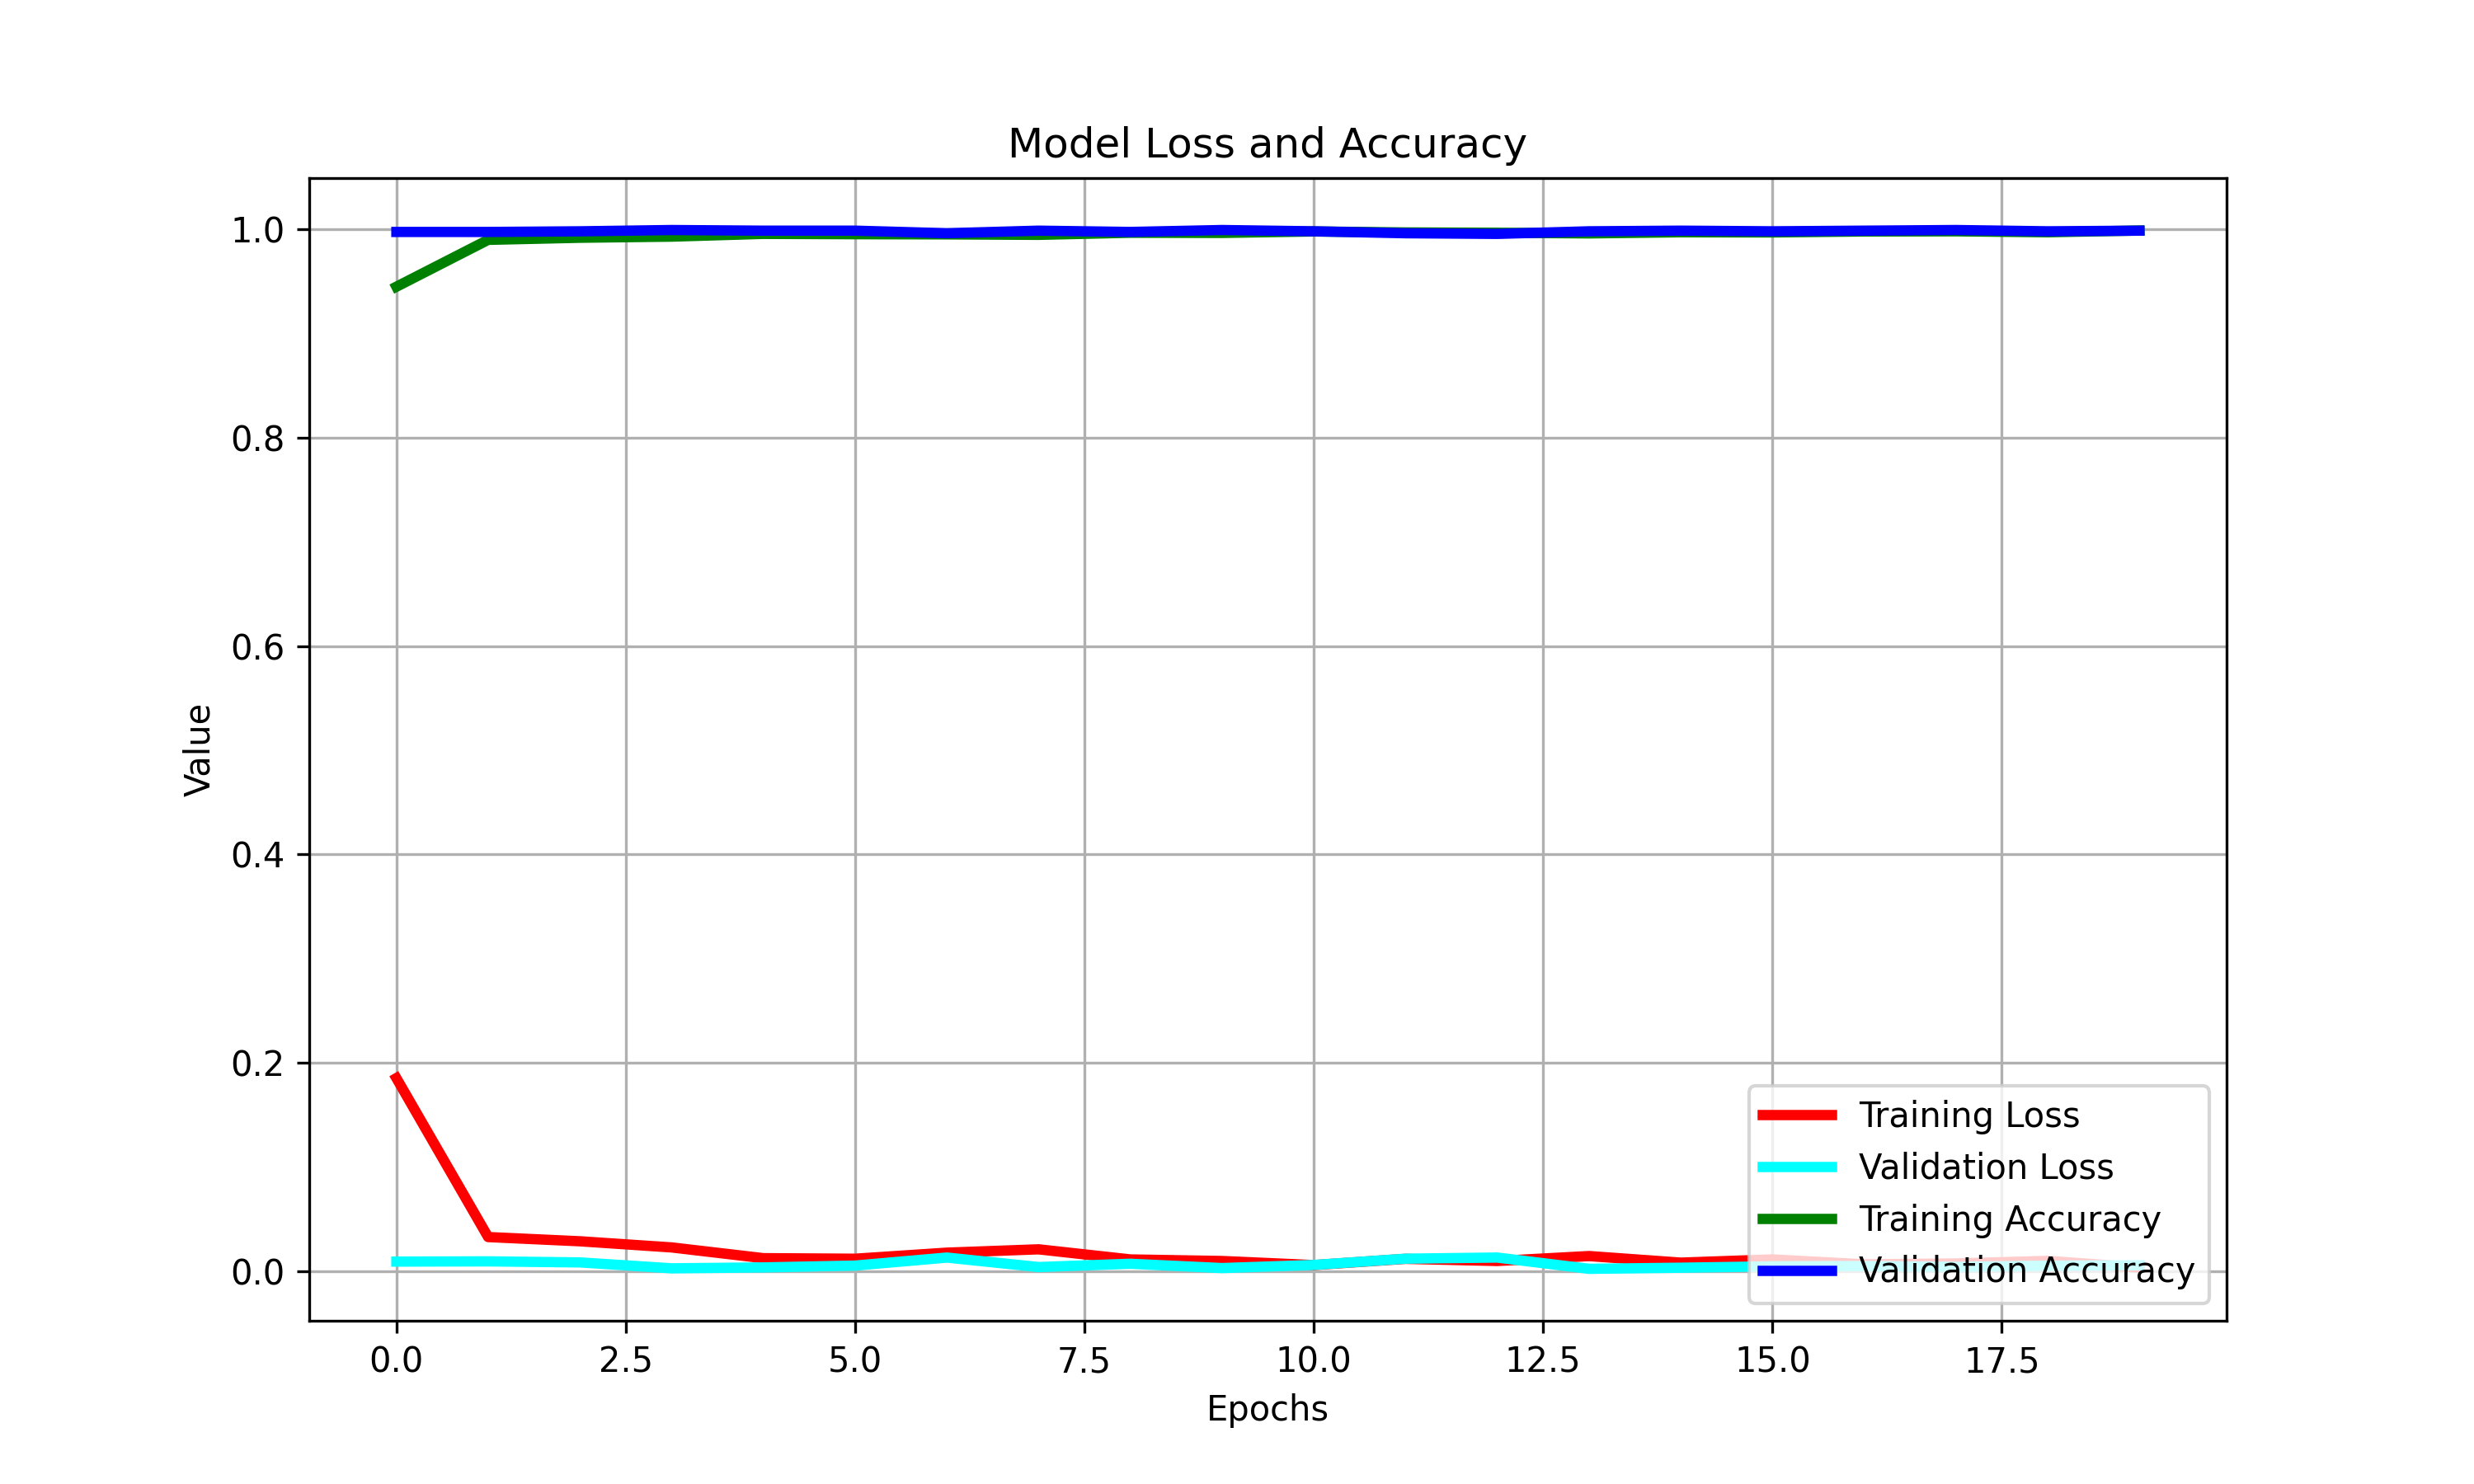 Model Loss and Accuracy
1.0
0.8
0.6
0.4
0.2
0.0
Value
Training Loss
Validation Loss
Training Accuracy
Validation Accuracy
0.0 2.5 5.0 7.5 10.0 12.5 15.0 17.5
Epochs